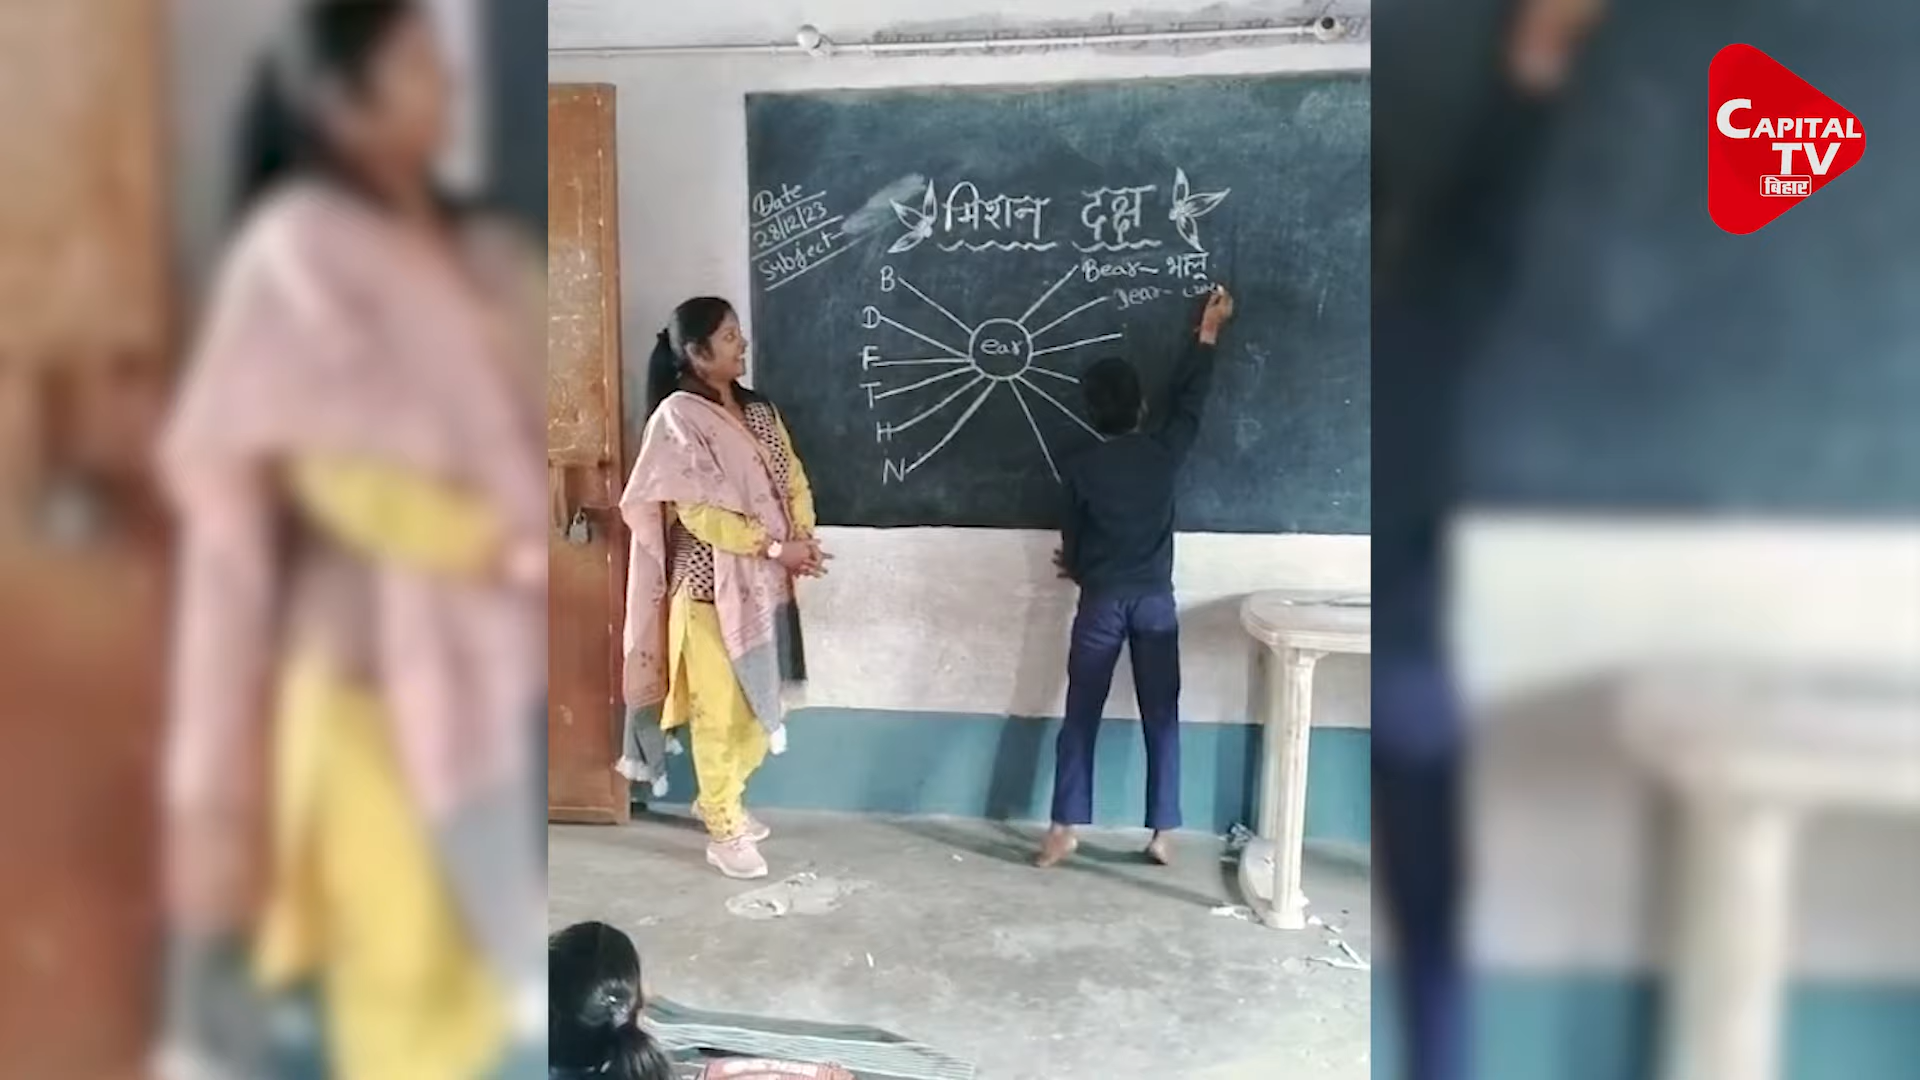 CAPITAL
TV
बिहार
Date
28/12/23
Subject-
मिशन दक्ष
B
D
F
T
H
N
ear
Bear- भालू